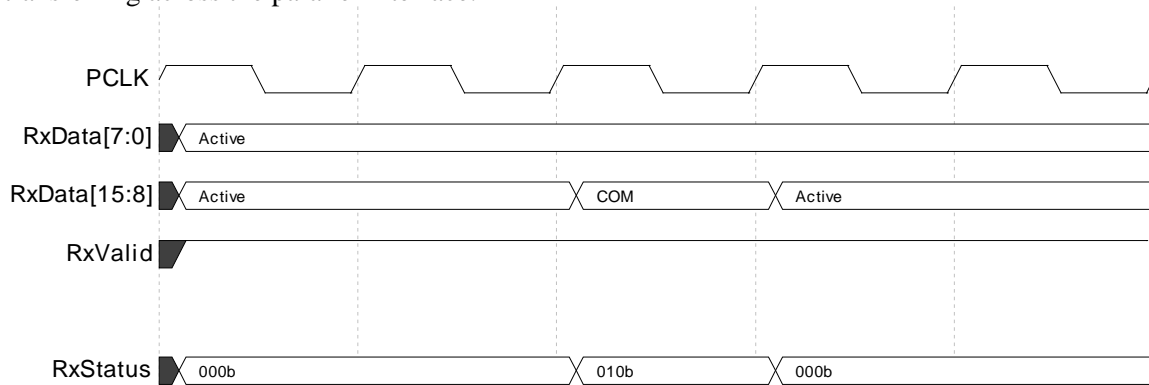 PCLK
RxData[7:0] Active
RxData[15:8] Active COM Active
RxValid
RxStatus 000b 010b 000b